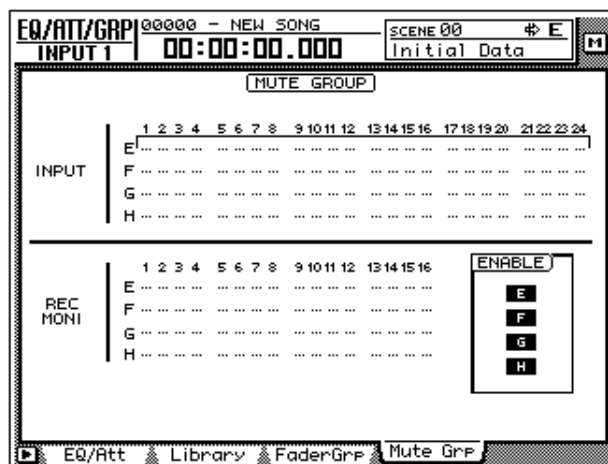 EQ/ATT/GRP 00000 - NEW SONG SCENE 00 E
INPUT 1 00:00:00.000 Initial Data M
MUTE GROUP
1 2 3 4 5 6 7 8 9 10 11 12 13 14 15 16 17 18 19 20 21 22 23 24
E
INPUT F
G
H
1 2 3 4 5 6 7 8 9 10 11 12 13 14 15 16 ENABLE
E E
REC MONI F F
G G
H H
EQ/Att Library FaderGrp Mute Grp